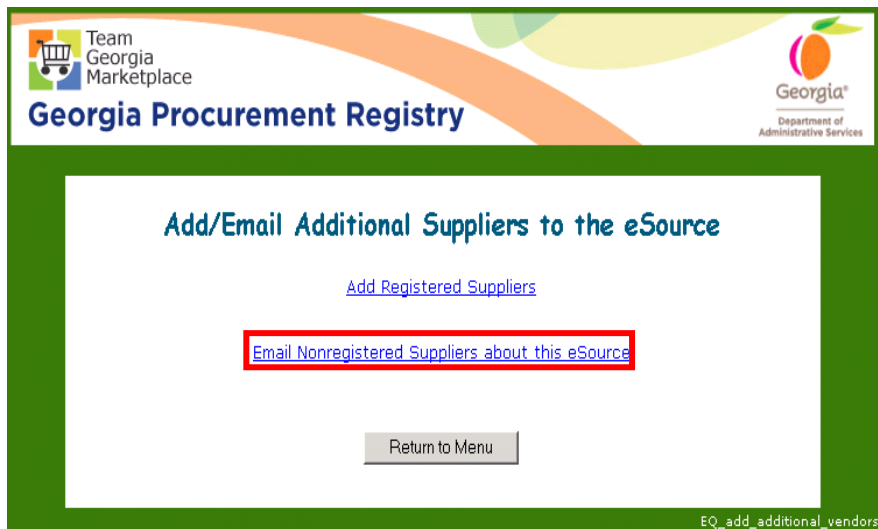 Team
Georgia
Marketplace
Georgia Procurement Registry
Georgia®
Department of
Administrative Services
Add/Email Additional Suppliers to the eSource
Add Registered Suppliers
Email Nonregistered Suppliers about this eSource
Return to Menu
EQ_add_additional_vendors